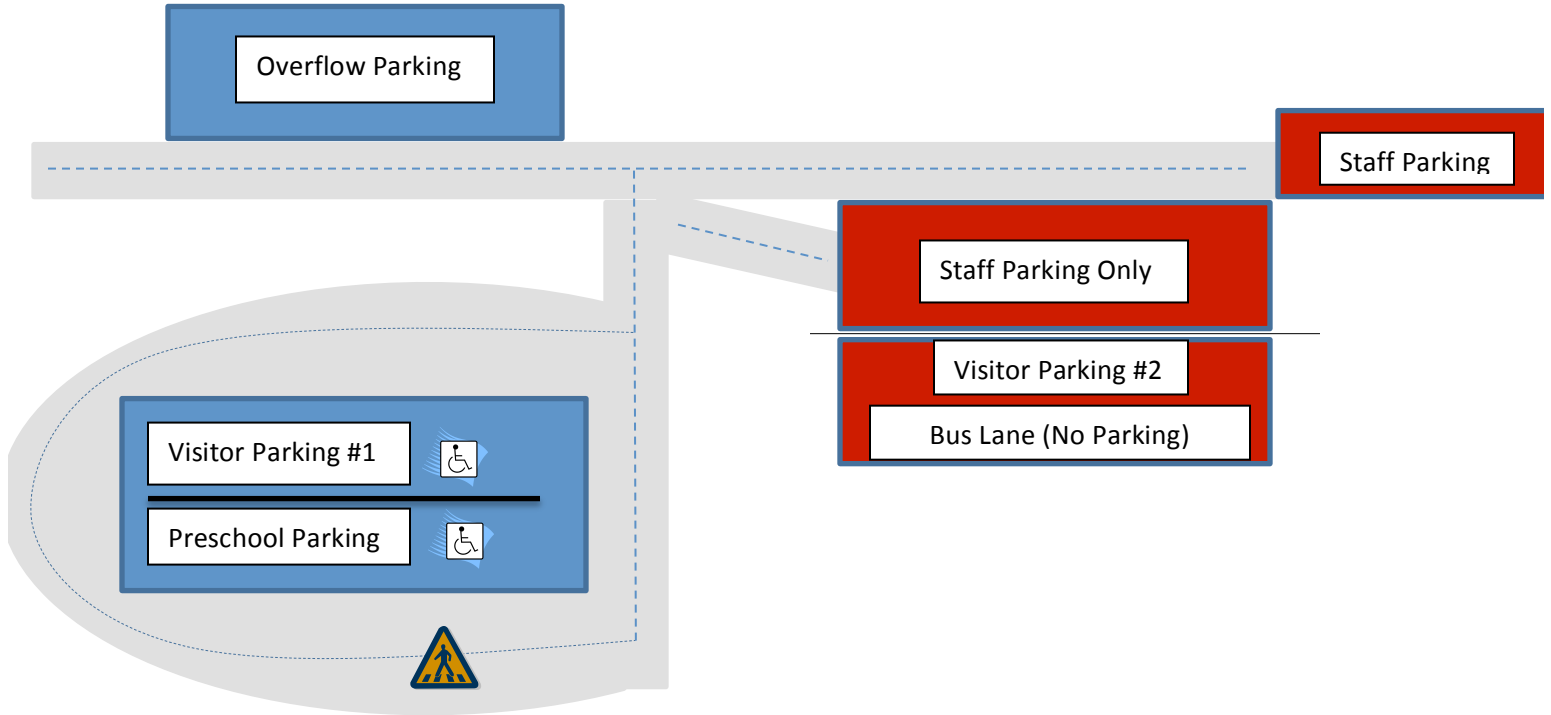 Overflow Parking
Staff Parking
Staff Parking Only
Visitor Parking #2
Bus Lane (No Parking)
Visitor Parking #1
Preschool Parking